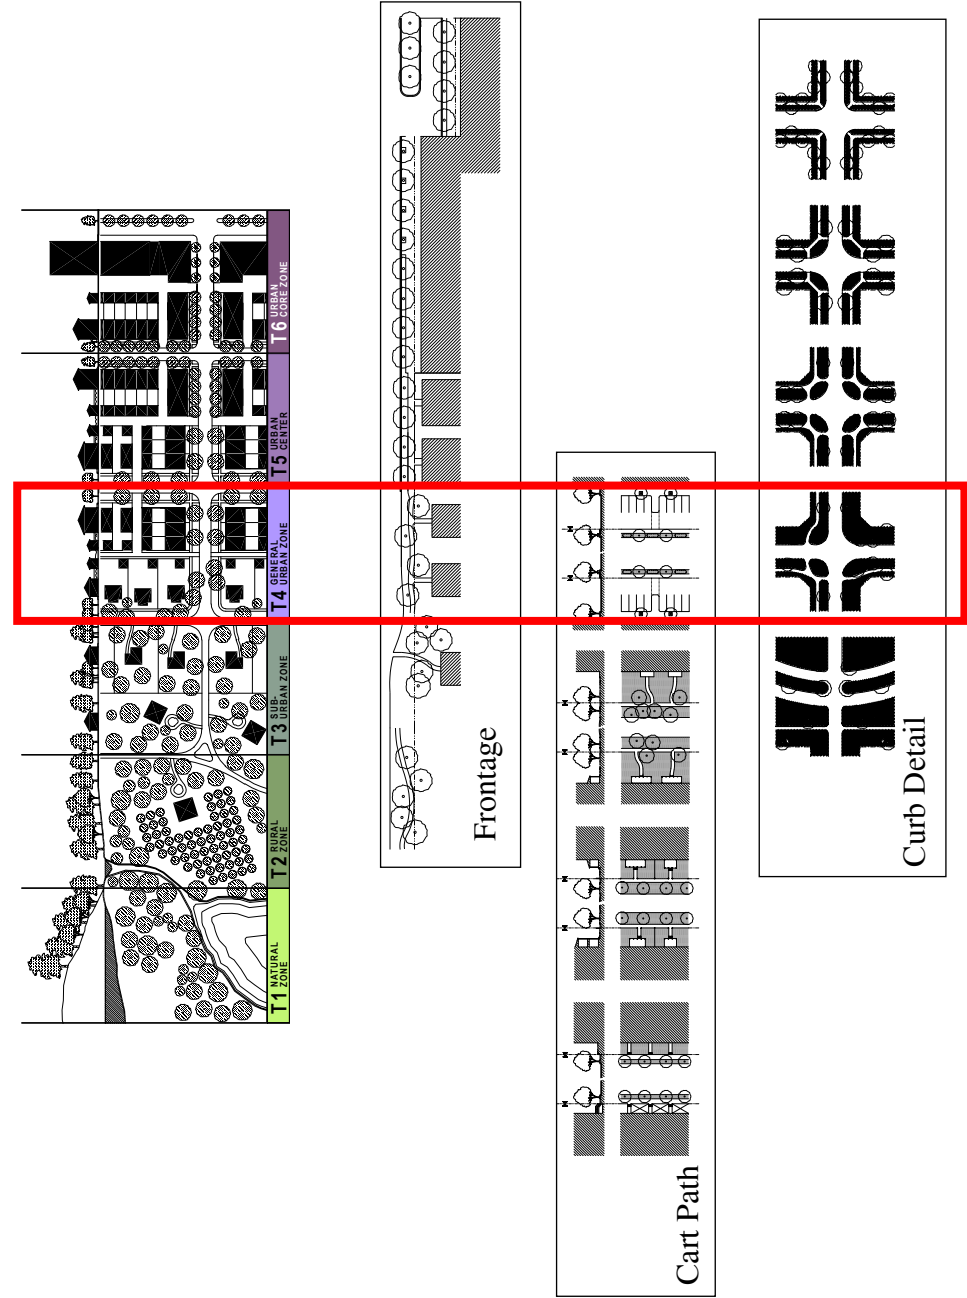 T1 NATURAL
ZONE
T2 RURAL
ZONE
T3 SUB-
URBAN ZONE
T4 GENERAL
URBAN ZONE
T5 URBAN
CENTER
T6 URBAN
CORE ZONE
Frontage
Cart Path
Curb Detail